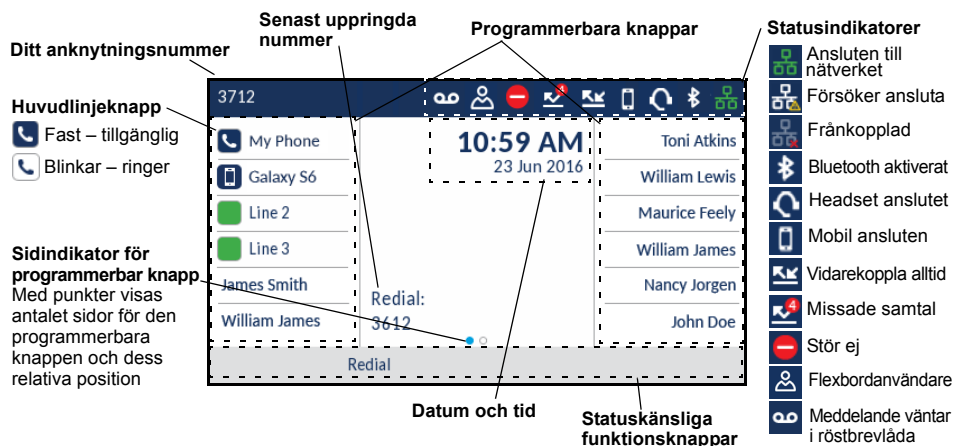 Ditt anknytningsnummer
Senast uppringda
nummer
Programmerbara knappar
Statusindikatorer
Huvudlinjeknapp
Fast – tillgänglig
Blinkar – ringer
Sidindikator för
programmerbar knapp
Med punkter visas
antalet sidor för den
programmerbara
knappen och dess
relativa position
3712
4
My Phone
Galaxy S6
Line 2
Line 3
James Smith
William James
10:59 AM
23 Jun 2016
Redial:
3612
Toni Atkins
William Lewis
Maurice Feely
William James
Nancy Jorgen
John Doe
Redial
Datum och tid
Statuskänsliga
funktionsknappar
Ansluten till
nätverket
Försöker ansluta
Frånkopplad
Bluetooth aktiverat
Headset anslutet
Mobil ansluten
Vidarekoppla alltid
4
Missade samtal
Stör ej
Flexbordanvändare
Meddelande väntar
i röstbrevlåda